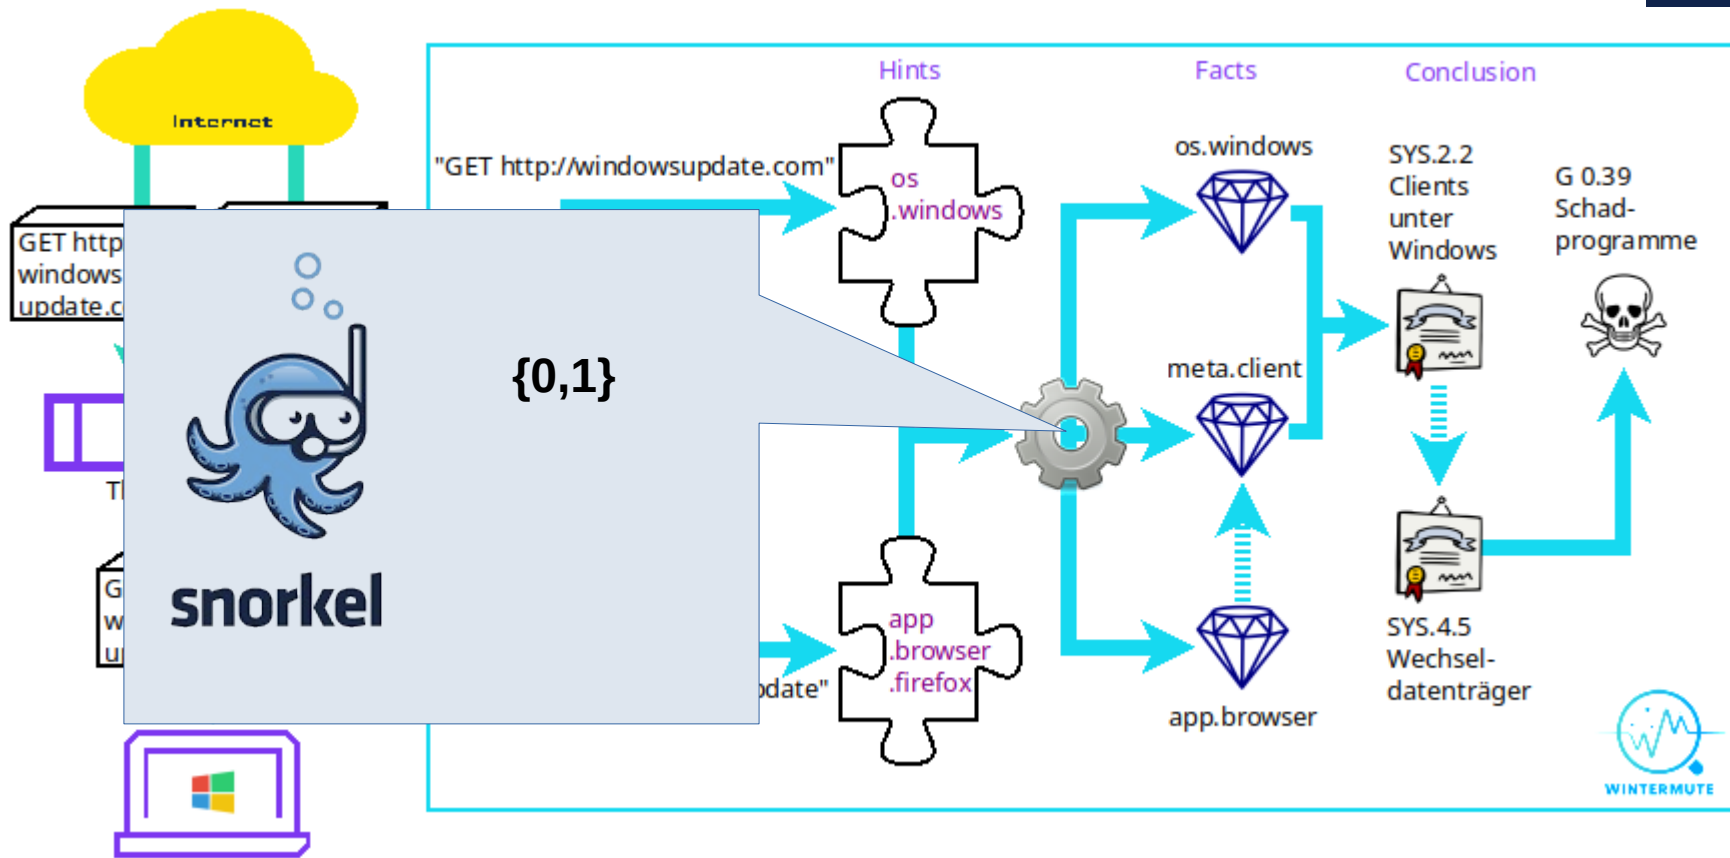 Internet
Hints
Facts
Conclusion
"GET http://windowsupdate.com"
os
.windows
os.windows
SYS.2.2
Clients
unter
Windows
G 0.39
Schad-
programme
GET http
windows
update.c
{0,1}
snorkel
meta.client
app
.browser
.firefox
app.browser
SYS.4.5
Wechsel-
datenträger
WINTERMUTE